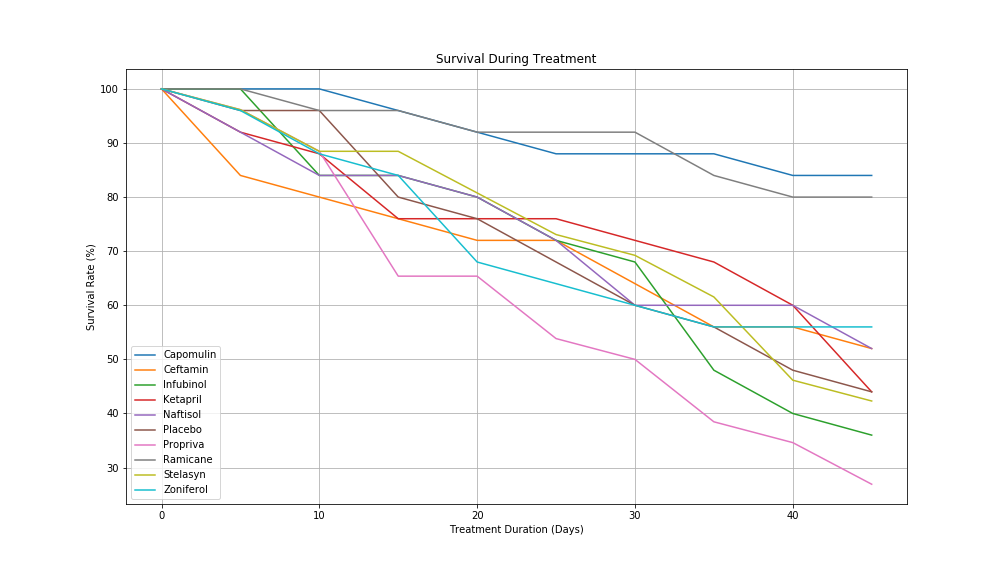 Survival During Treatment
100
90
80
70
60
50
40
30
Survival Rate (%)
Capomulin
Ceftamin
Infubinol
Ketapril
Naftisol
Placebo
Propriva
Ramicane
Stelasyn
Zoniferol
0
10
20
30
40
Treatment Duration (Days)